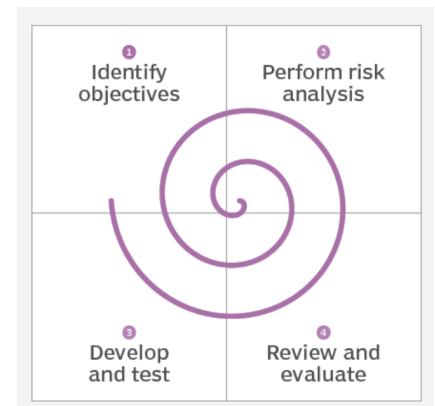 1
Identify
objectives
2
Perform risk
analysis
3
Develop
and test
4
Review and
evaluate